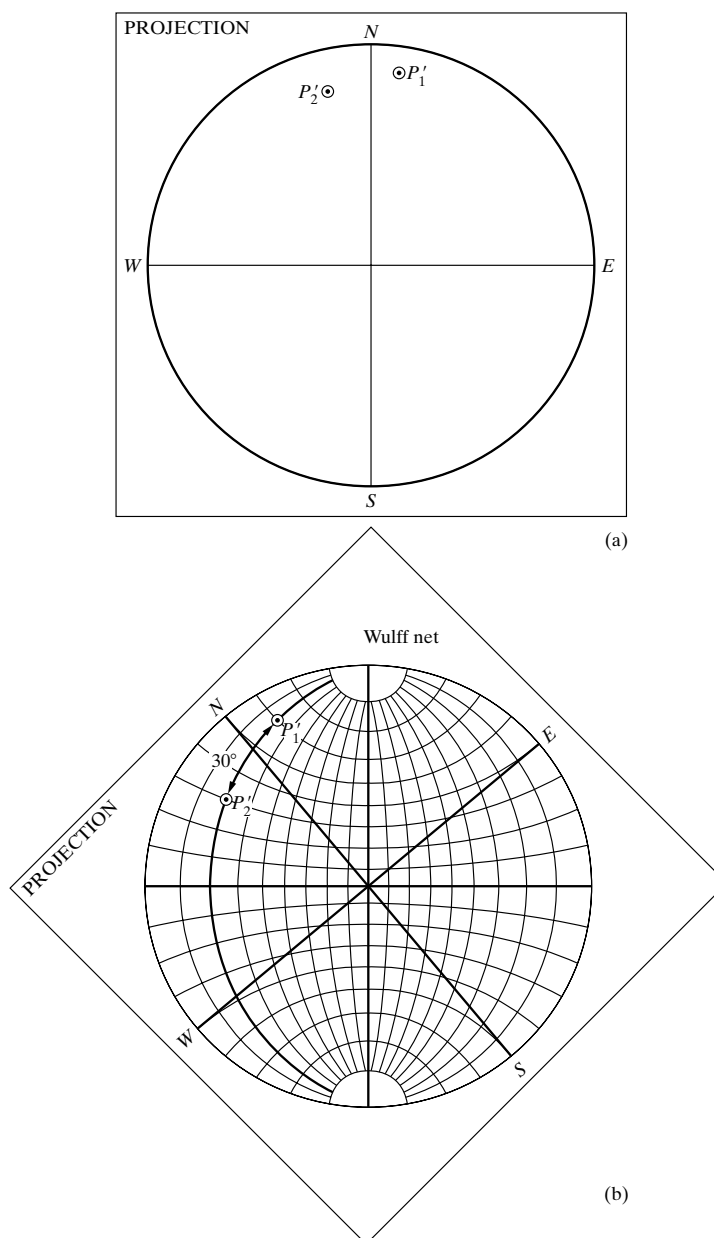 PROJECTION
N
P′₁
P′₂
W
E
S
(a)
Wulff net
N
E
P′₁
30°
P′₂
PROJECTION
W
S
(b)